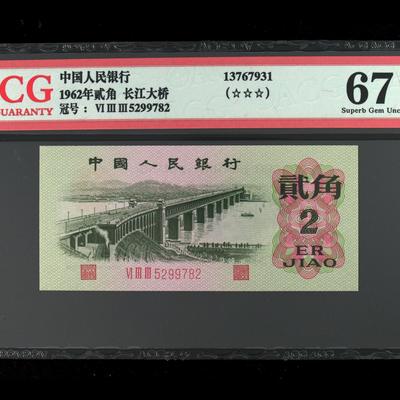 CG
GUARANTY
中国人民银行
1962年贰角 长江大桥
冠号: VI III III 5299782
13767931
(☆☆☆)
67
Superb Gem Unc
中國人民銀行
貳角
2
ER
JIAO
VI III III 5299782